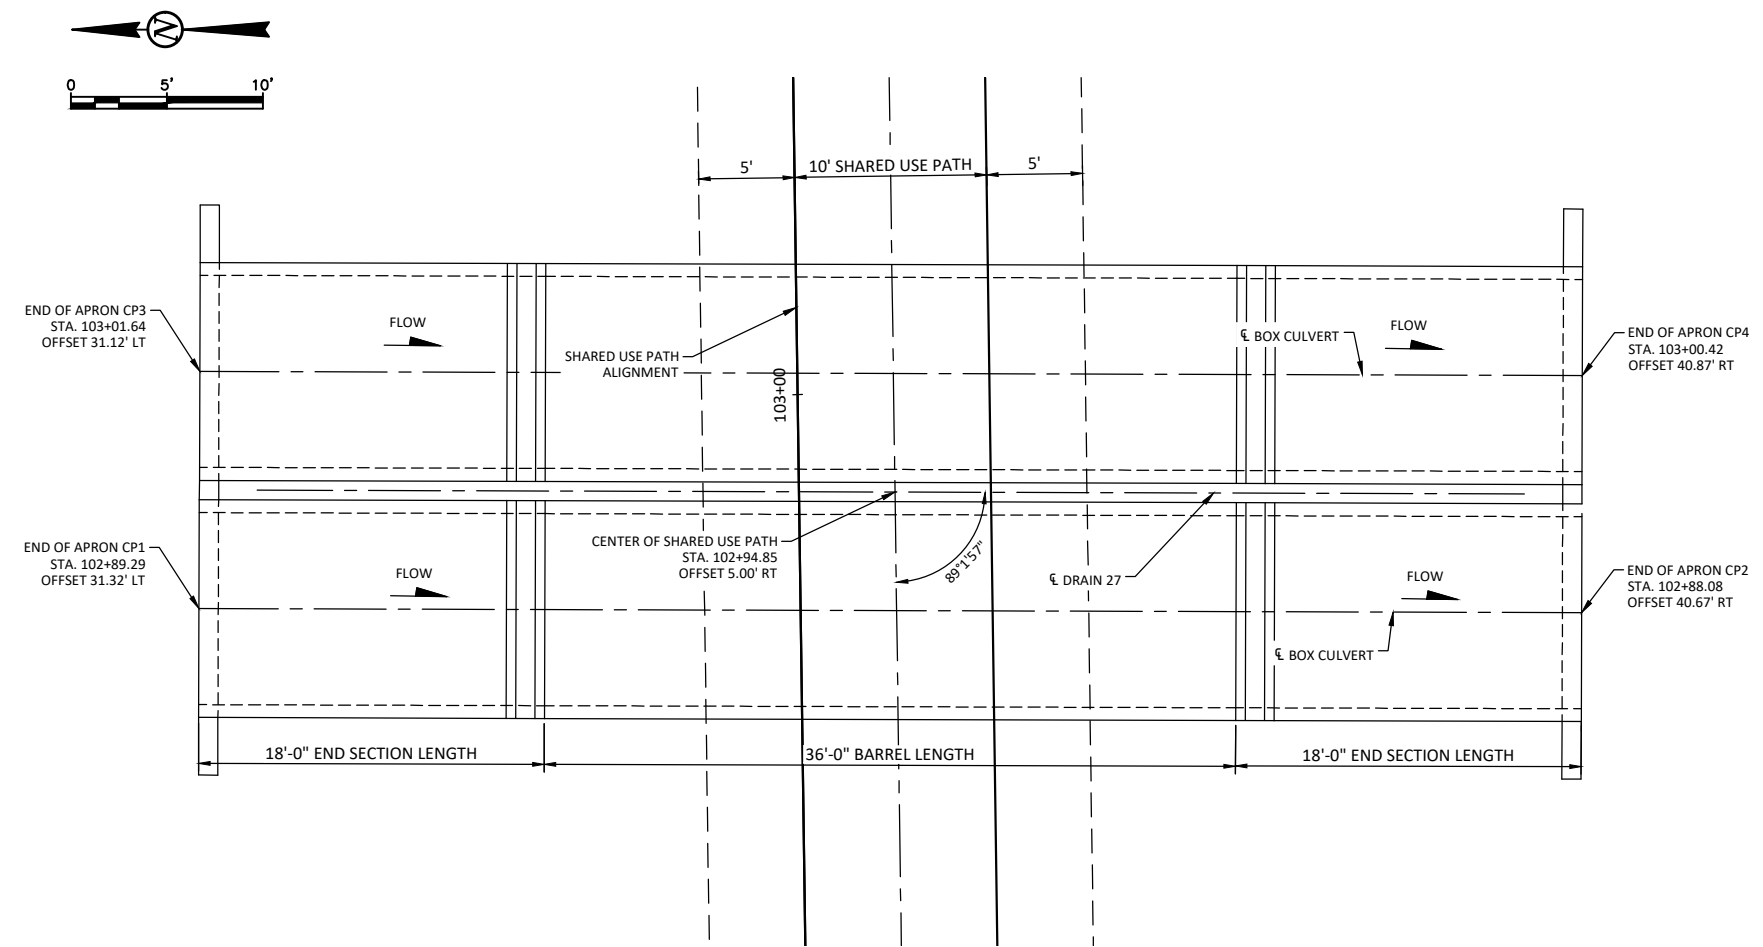 N
0 5' 10'
5' 10' SHARED USE PATH 5'
END OF APRON CP3
STA. 103+01.64
OFFSET 31.12' LT
FLOW
SHARED USE PATH
ALIGNMENT
103+00
℄ BOX CULVERT
FLOW
END OF APRON CP4
STA. 103+00.42
OFFSET 40.87' RT
END OF APRON CP1
STA. 102+89.29
OFFSET 31.32' LT
FLOW
CENTER OF SHARED USE PATH
STA. 102+94.85
OFFSET 5.00' RT
89°1'57"
℄ DRAIN 27
FLOW
END OF APRON CP2
STA. 102+88.08
OFFSET 40.67' RT
℄ BOX CULVERT
18'-0" END SECTION LENGTH
36'-0" BARREL LENGTH
18'-0" END SECTION LENGTH